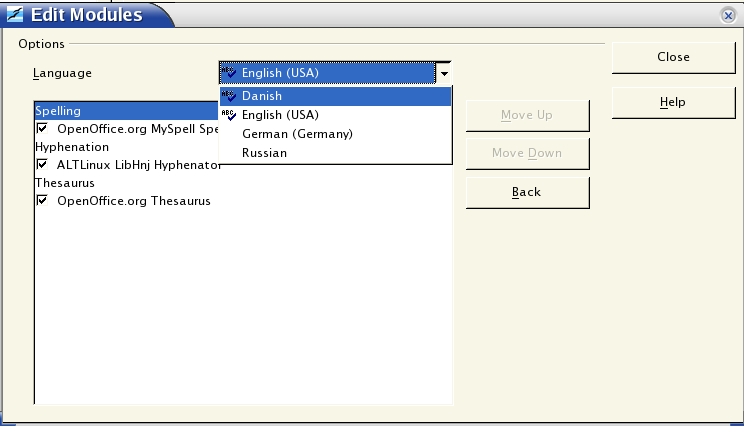 Edit Modules
Options
Language
English (USA)
Close
Danish
Help
Spelling
English (USA)
Move Up
OpenOffice.org MySpell Spe
German (Germany)
Hyphenation
Russian
Move Down
ALTLinux LibHnj Hyphenator
Thesaurus
Back
OpenOffice.org Thesaurus